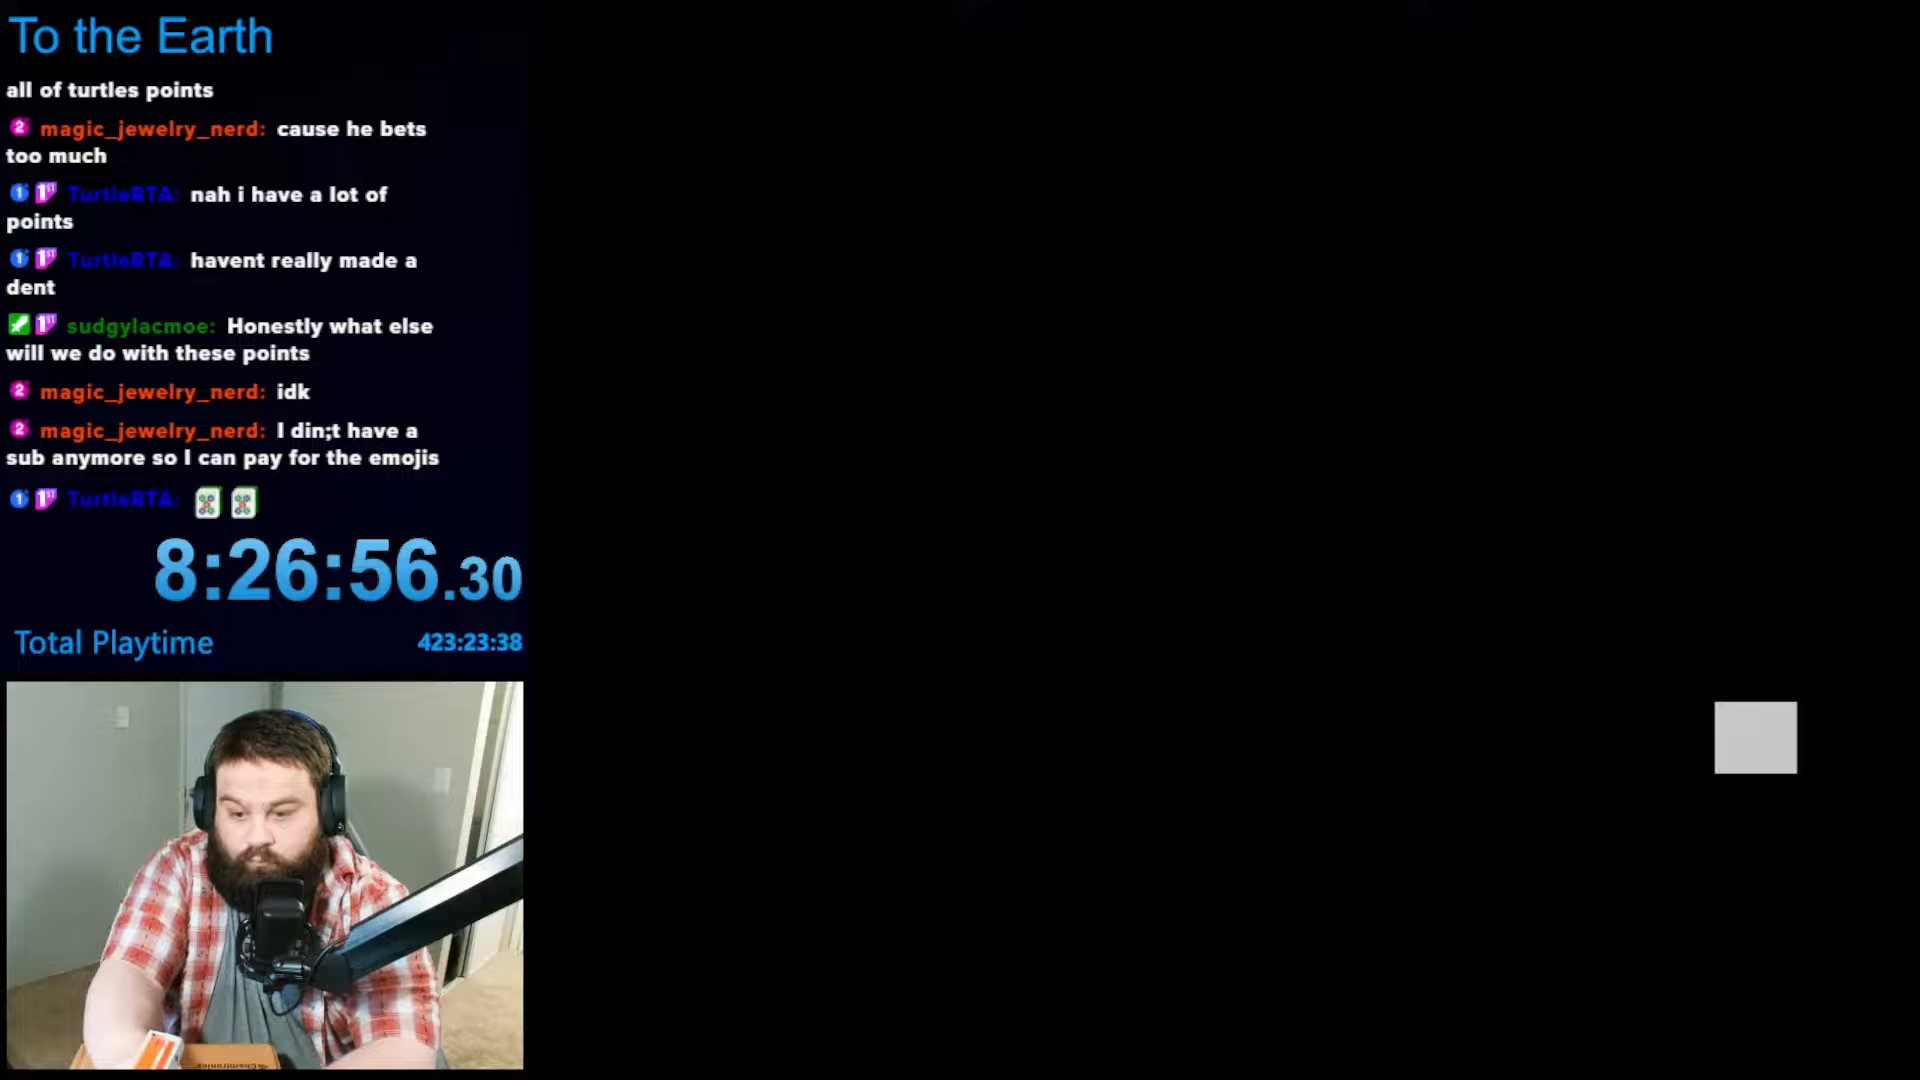 To the Earth
all of turtles points
magic_jewelry_nerd: cause he bets
too much
TurtleRTA: nah i have a lot of
points
TurtleRTA: havent really made a
dent
sudgylacmoe: Honestly what else
will we do with these points
magic_jewelry_nerd: idk
magic_jewelry_nerd: I din;t have a
sub anymore so I can pay for the emojis
TurtleRTA:
8:26:56.30
Total Playtime 423:23:38